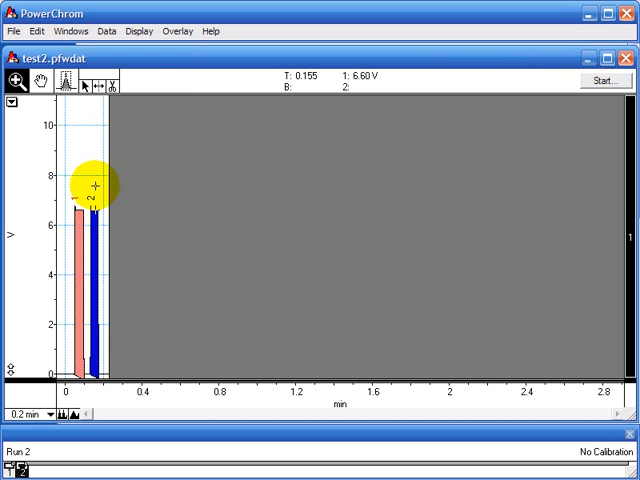 PowerChrom
File Edit Windows Data Display Overlay Help
test2.pfwdat
T: 0.155 1: 6.60 V
B: 2:
Start...
10
8
6
4
2
0
V
1
2
1
0 0.4 0.8 1.2 1.6 2 2.4 2.8
min
0.2 min
Run 2 No Calibration
1 2